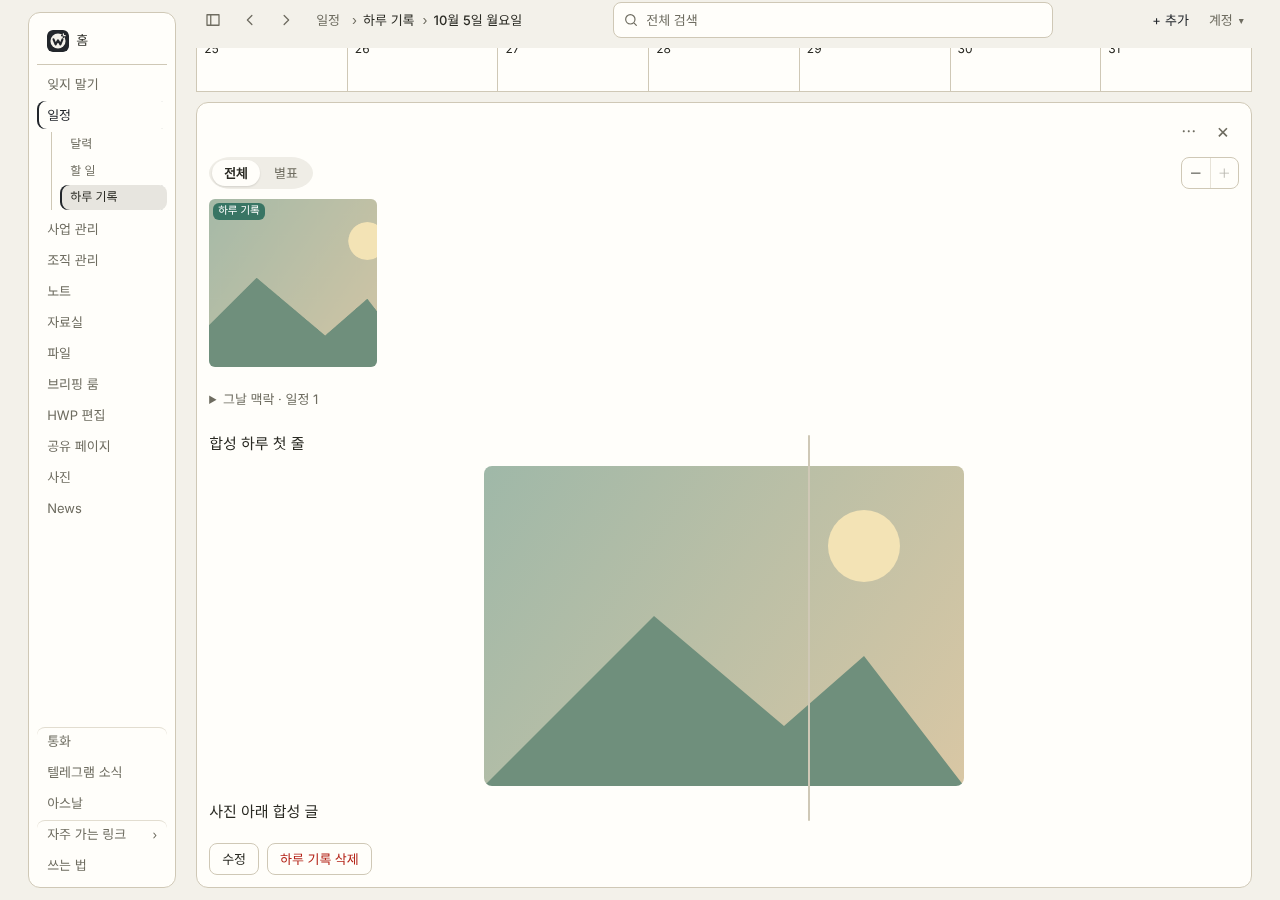 홈
잊지 말기
일정
달력
할 일
하루 기록
사업 관리
조직 관리
노트
자료실
파일
브리핑 룸
HWP 편집
공유 페이지
사진
News
통화
텔레그램 소식
아스날
자주 가는 링크 ›
쓰는 법
일정 › 하루 기록 › 10월 5일 월요일
전체 검색
+ 추가
계정 ▾
25 26 27 28 29 30 31
···
전체 별표
하루 기록
▶ 그날 맥락 · 일정 1
합성 하루 첫 줄
사진 아래 합성 글
수정 하루 기록 삭제